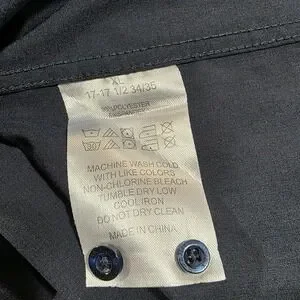 XL
17-17 1/2 34/35
POLYESTER
MACHINE WASH COLD
WITH LIKE COLORS
NON-CHLORINE BLEACH
TUMBLE DRY LOW
COOL IRON
DO NOT DRY CLEAN
MADE IN CHINA